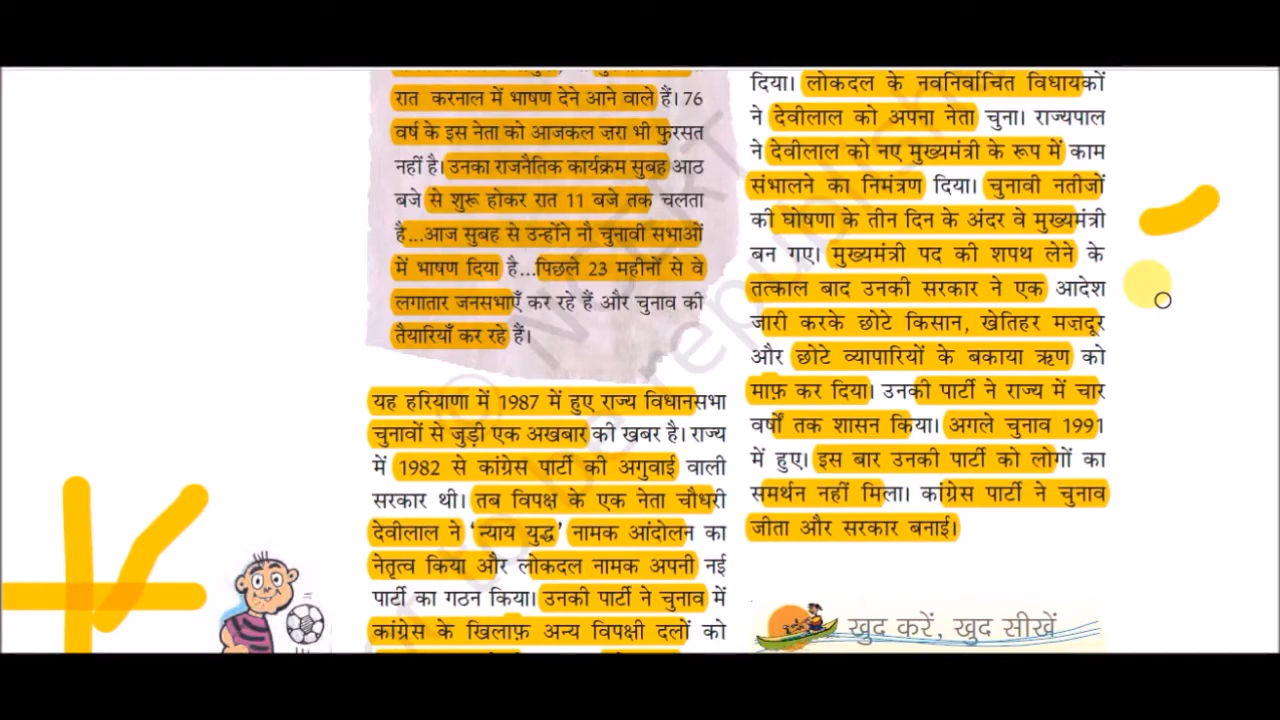 रात करनाल में भाषण देने आने वाले हैं। 76
वर्ष के इस नेता को आजकल ज़रा भी फुरसत
नहीं है। उनका राजनैतिक कार्यक्रम सुबह आठ
बजे से शुरू होकर रात 11 बजे तक चलता
है...आज सुबह से उन्होंने नौ चुनावी सभाओं
में भाषण दिया है...पिछले 23 महीनों से वे
लगातार जनसभाएँ कर रहे हैं और चुनाव की
तैयारियाँ कर रहे हैं।
यह हरियाणा में 1987 में हुए राज्य विधानसभा
चुनावों से जुड़ी एक अखबार की खबर है। राज्य
में 1982 से कांग्रेस पार्टी की अगुवाई वाली
सरकार थी। तब विपक्ष के एक नेता चौधरी
देवीलाल ने ‘न्याय युद्ध’ नामक आंदोलन का
नेतृत्व किया और लोकदल नामक अपनी नई
पार्टी का गठन किया। उनकी पार्टी ने चुनाव में
कांग्रेस के खिलाफ़ अन्य विपक्षी दलों को
दिया। लोकदल के नवनिर्वाचित विधायकों
ने देवीलाल को अपना नेता चुना। राज्यपाल
ने देवीलाल को नए मुख्यमंत्री के रूप में काम
संभालने का निमंत्रण दिया। चुनावी नतीजों
की घोषणा के तीन दिन के अंदर वे मुख्यमंत्री
बन गए। मुख्यमंत्री पद की शपथ लेने के
तत्काल बाद उनकी सरकार ने एक आदेश
जारी करके छोटे किसान, खेतिहर मज़दूर
और छोटे व्यापारियों के बकाया ऋण को
माफ़ कर दिया। उनकी पार्टी ने राज्य में चार
वर्षों तक शासन किया। अगले चुनाव 1991
में हुए। इस बार उनकी पार्टी को लोगों का
समर्थन नहीं मिला। कांग्रेस पार्टी ने चुनाव
जीता और सरकार बनाई।
खुद करें, खुद सीखें